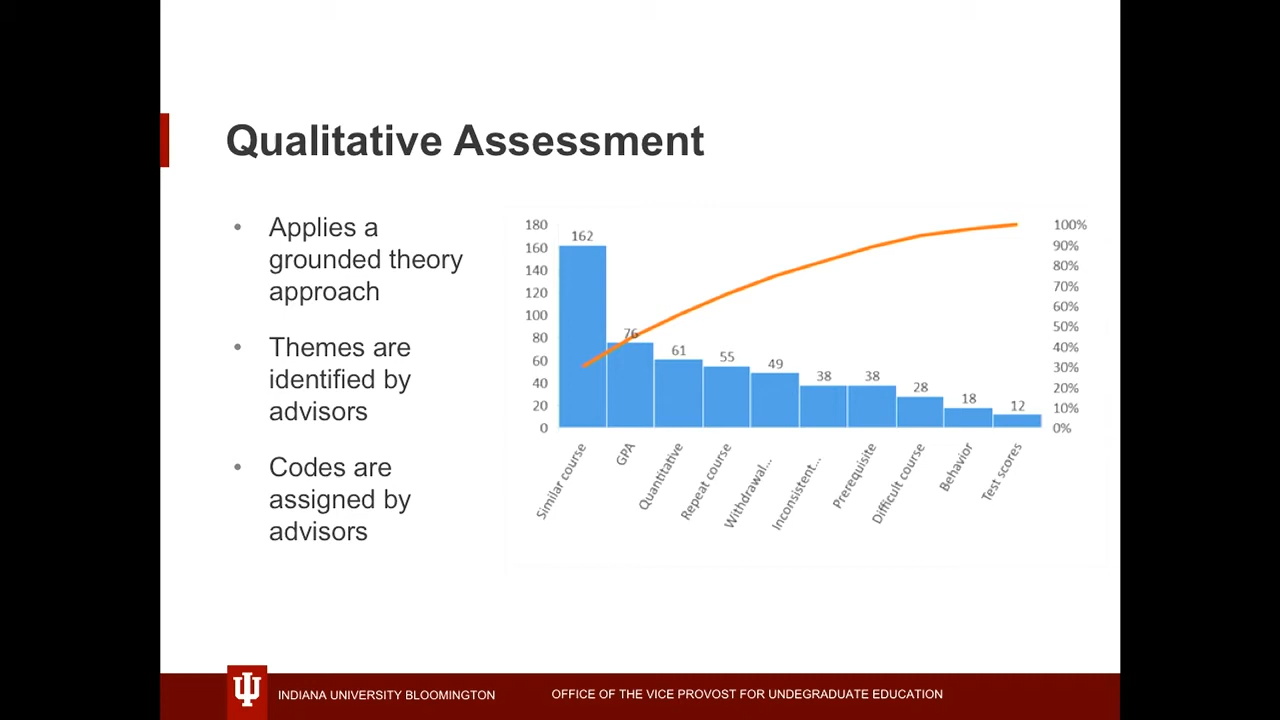 Qualitative Assessment
• Applies a
grounded theory
approach
• Themes are
identified by
advisors
• Codes are
assigned by
advisors
180
160
140
120
100
80
60
40
20
0
162
76
61
55
49
38
38
28
18
12
100%
90%
80%
70%
60%
50%
40%
30%
20%
10%
0%
Similar course
GPA
Quantitative
Repeat course
Withdrawal...
Inconsistent...
Prerequisite
Difficult course
Behavior
Test scores
INDIANA UNIVERSITY BLOOMINGTON
OFFICE OF THE VICE PROVOST FOR UNDEGRADUATE EDUCATION